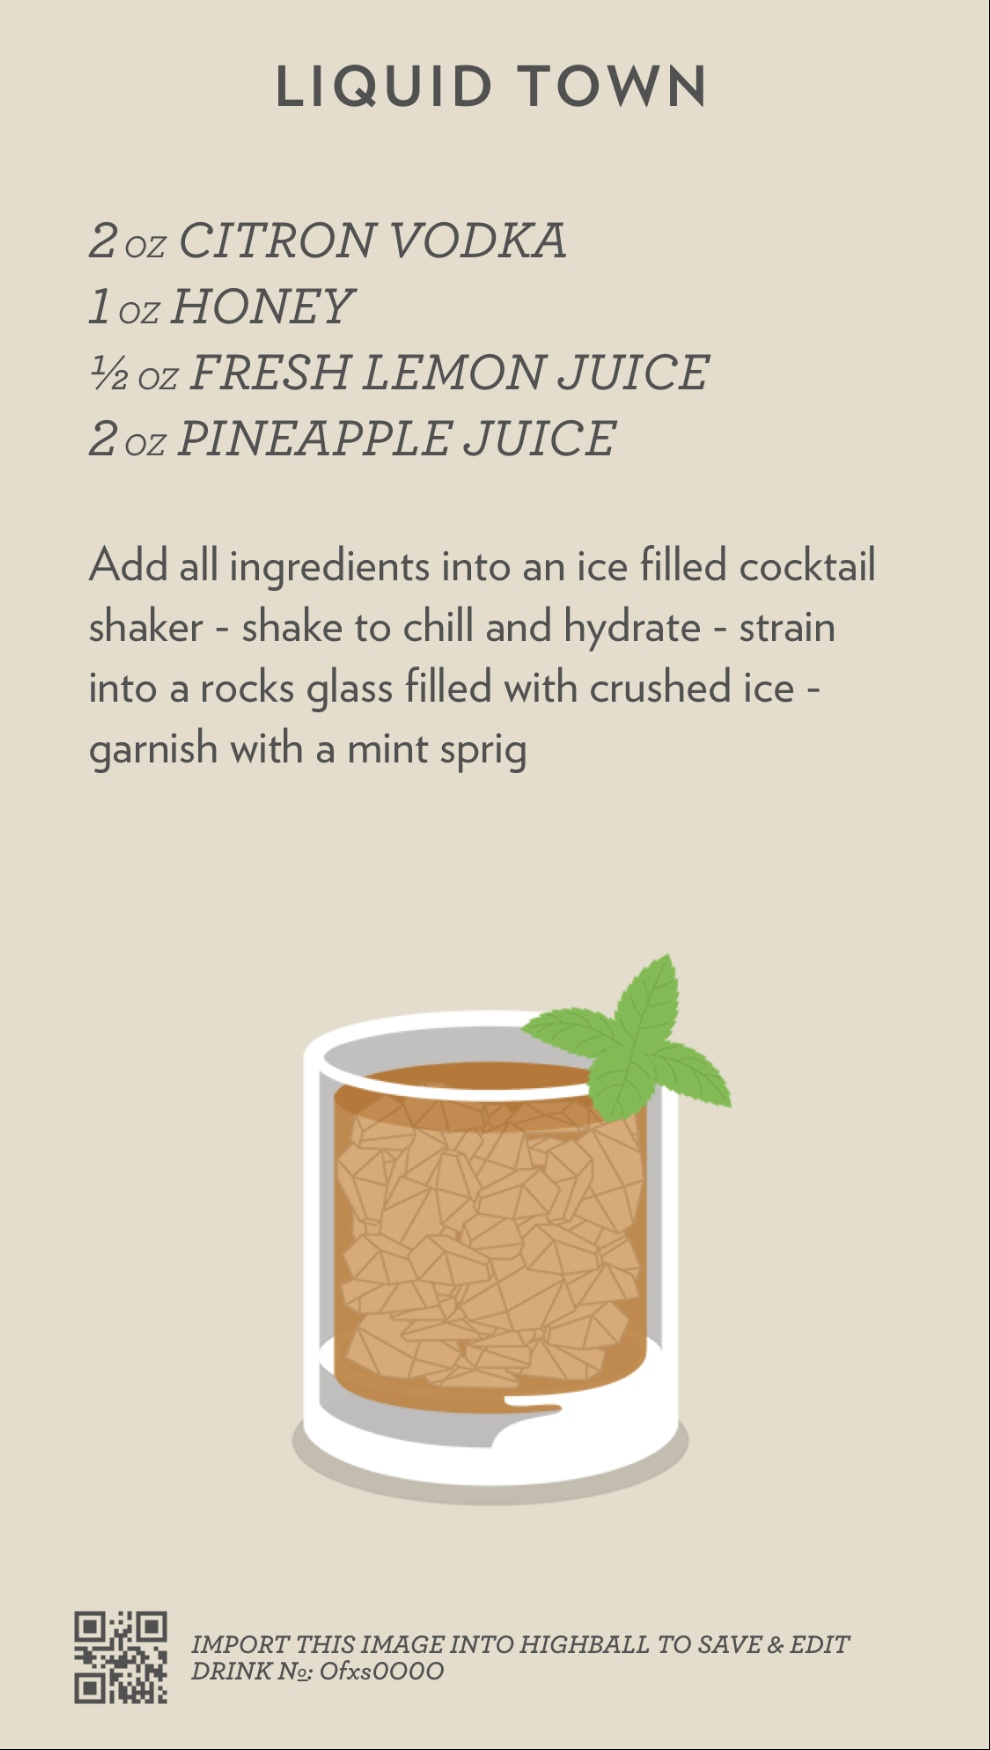 LIQUID TOWN
2 oz CITRON VODKA
1 oz HONEY
½ oz FRESH LEMON JUICE
2 oz PINEAPPLE JUICE
Add all ingredients into an ice filled cocktail
shaker - shake to chill and hydrate - strain
into a rocks glass filled with crushed ice -
garnish with a mint sprig
IMPORT THIS IMAGE INTO HIGHBALL TO SAVE & EDIT
DRINK №: 0fxs0000